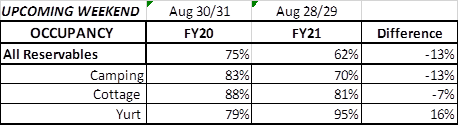 UPCOMING WEEKEND Aug 30/31 Aug 28/29
OCCUPANCY FY20 FY21 Difference
All Reservables 75% 62% -13%
Camping 83% 70% -13%
Cottage 88% 81% -7%
Yurt 79% 95% 16%